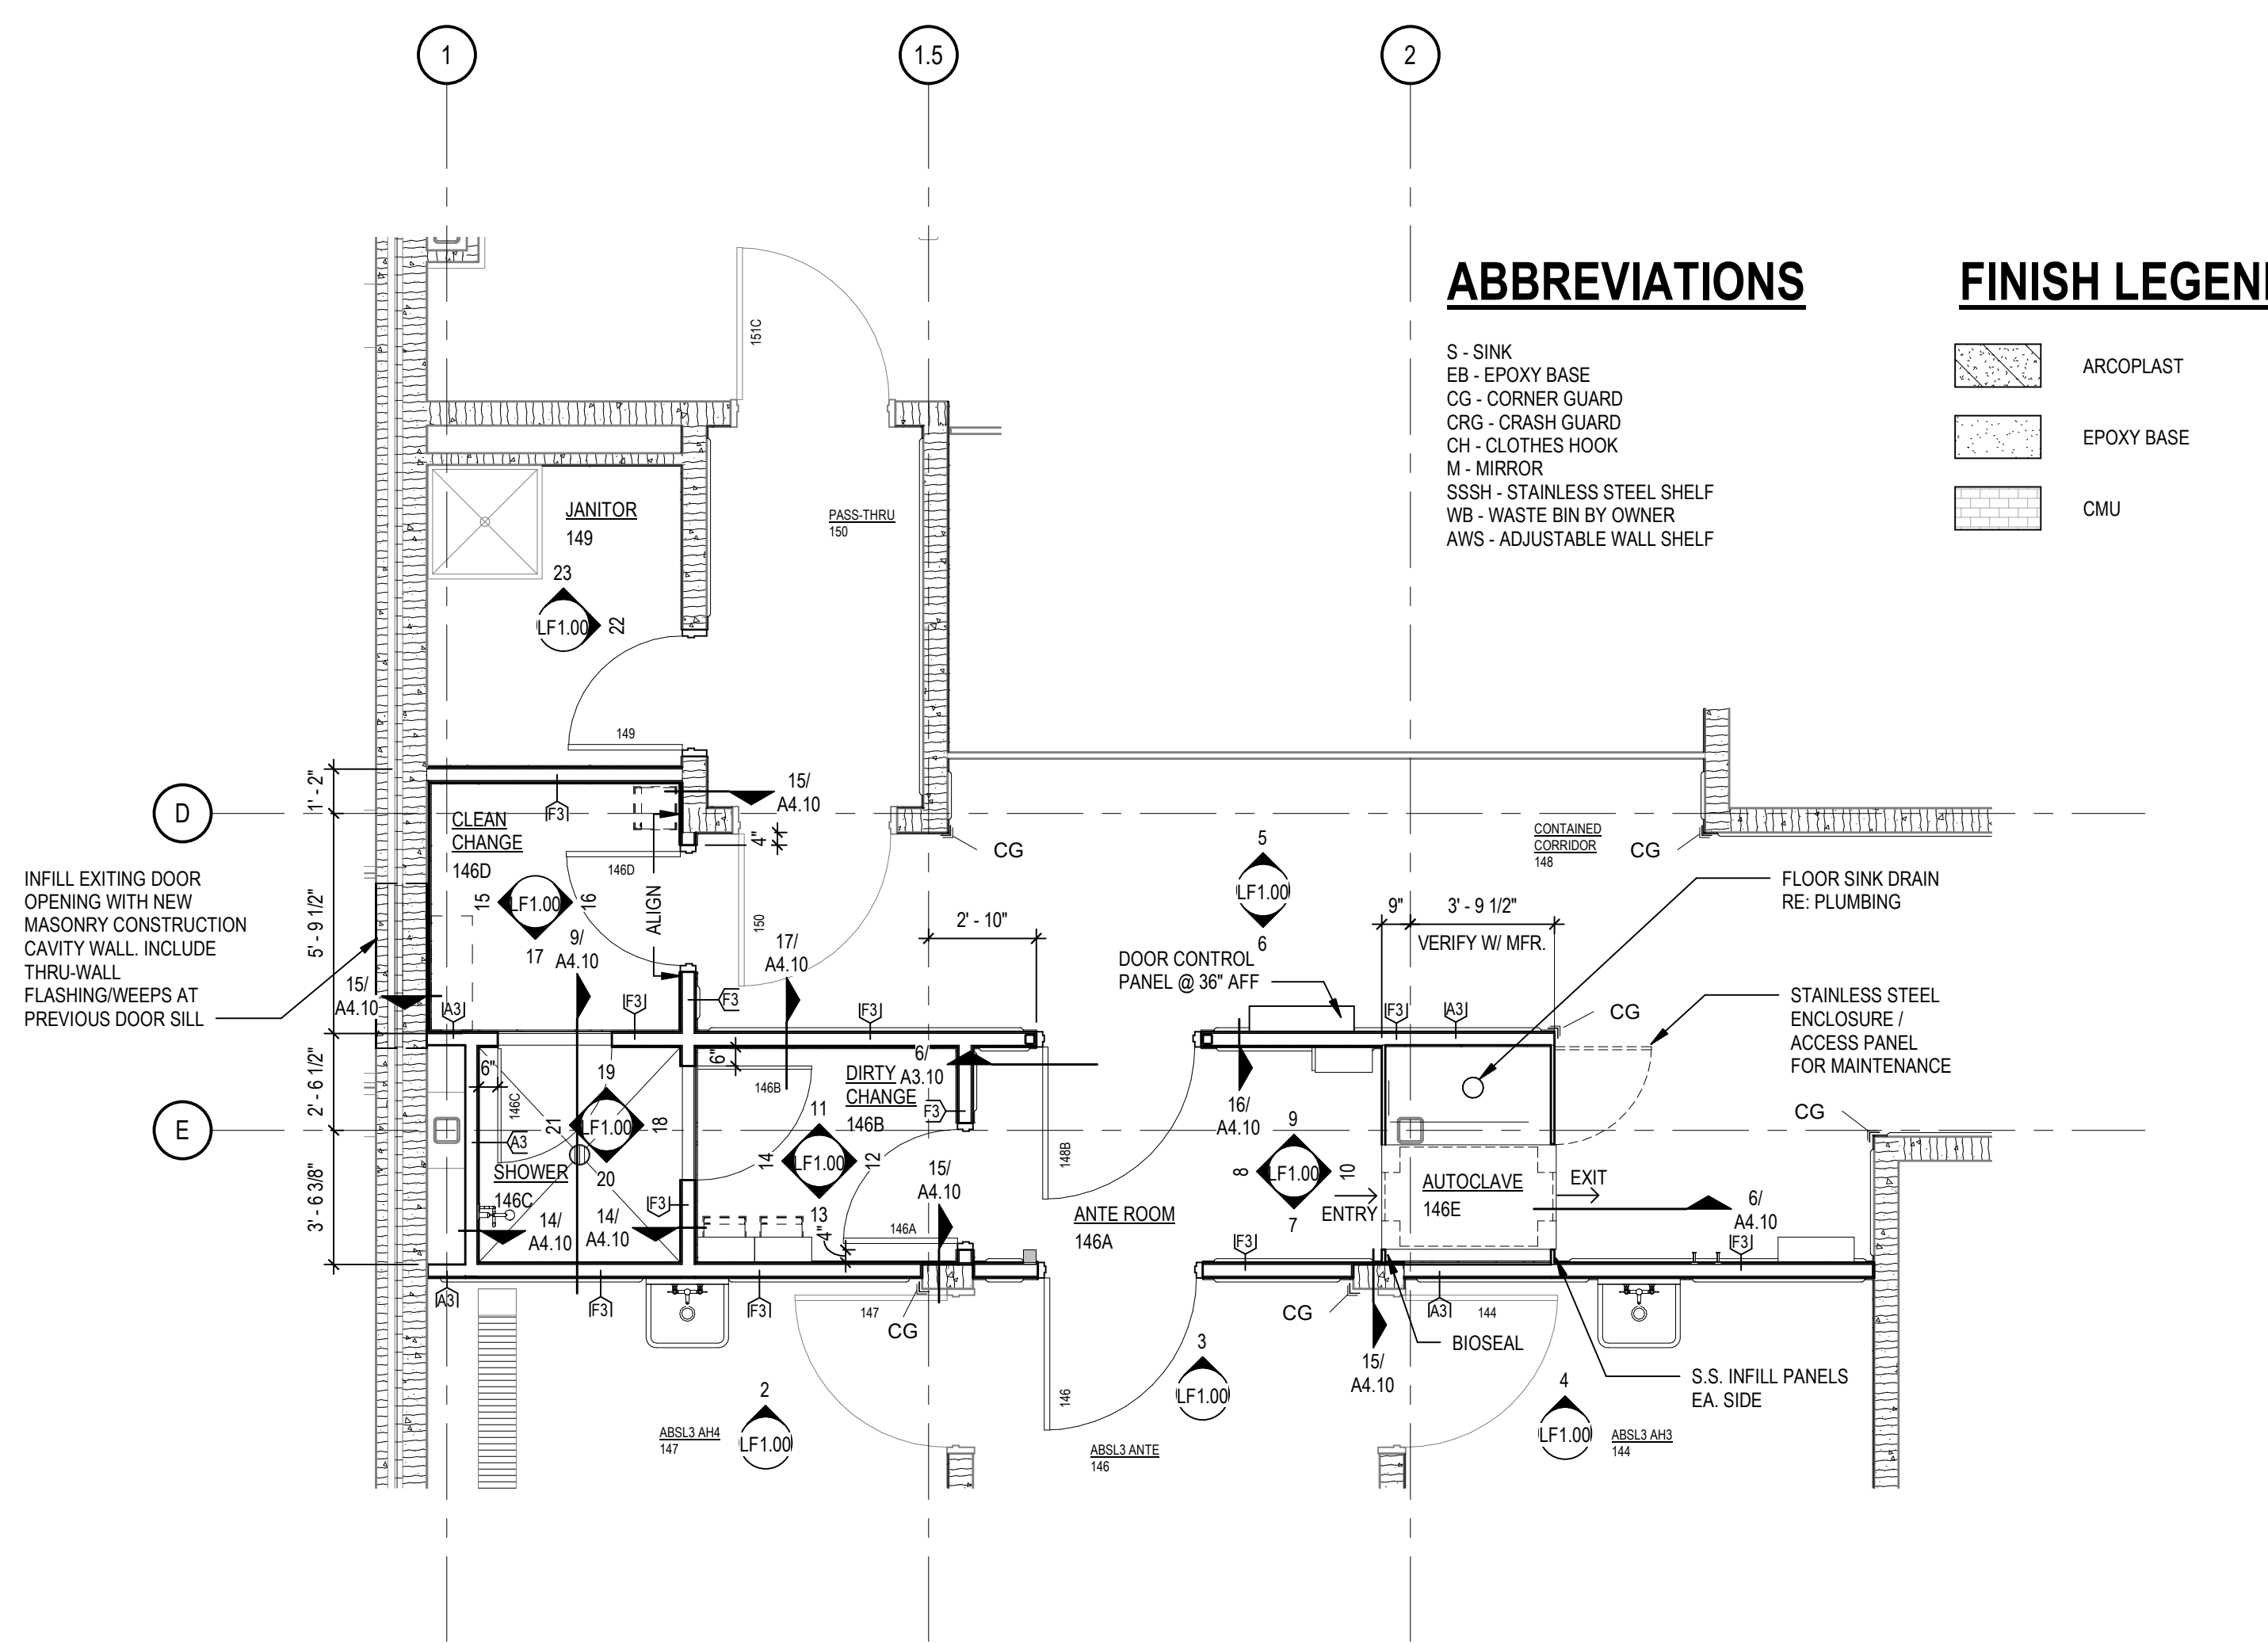 1
1.5
2
ABBREVIATIONS
S - SINK
EB - EPOXY BASE
CG - CORNER GUARD
CRG - CRASH GUARD
CH - CLOTHES HOOK
M - MIRROR
SSSH - STAINLESS STEEL SHELF
WB - WASTE BIN BY OWNER
AWS - ADJUSTABLE WALL SHELF
FINISH LEGEN
ARCOPLAST
EPOXY BASE
CMU
151C
JANITOR
149
PASS-THRU
150
23
LF1.00
22
149
1' - 2"
D
F3
15/
A4.10
CLEAN
CHANGE
146D
4"
146D
ALIGN
150
CG
5
LF1.00
6
CONTAINED
CORRIDOR
148
CG
INFILL EXITING DOOR
OPENING WITH NEW
MASONRY CONSTRUCTION
CAVITY WALL. INCLUDE
THRU-WALL
FLASHING/WEEPS AT
PREVIOUS DOOR SILL
5' - 9 1/2"
15
LF1.00
16
17
9/
A4.10
17/
A4.10
2' - 10"
9"
3' - 9 1/2"
VERIFY W/ MFR.
FLOOR SINK DRAIN
RE: PLUMBING
DOOR CONTROL
PANEL @ 36" AFF
15/
A4.10
A3
F3
F3
F3
F3
A3
CG
STAINLESS STEEL
ENCLOSURE /
ACCESS PANEL
FOR MAINTENANCE
2' - 6 1/2"
6"
146C
19
21
LF1.00
18
20
6"
146B
DIRTY
CHANGE
146B
6/
A3.10
F3
11
14
LF1.00
12
13
148B
16/
A4.10
9
8
LF1.00
10
7
CG
E
A3
SHOWER
146C
3' - 6 3/8"
14/
A4.10
14/
A4.10
F3
4"
146A
15/
A4.10
ANTE ROOM
146A
ENTRY
AUTOCLAVE
146E
EXIT
6/
A4.10
F3
F3
A3
F3
F3
147
CG
CG
A3
144
BIOSEAL
15/
A4.10
S.S. INFILL PANELS
EA. SIDE
146
2
LF1.00
ABSL3 AH4
147
3
LF1.00
ABSL3 ANTE
146
4
LF1.00
ABSL3 AH3
144